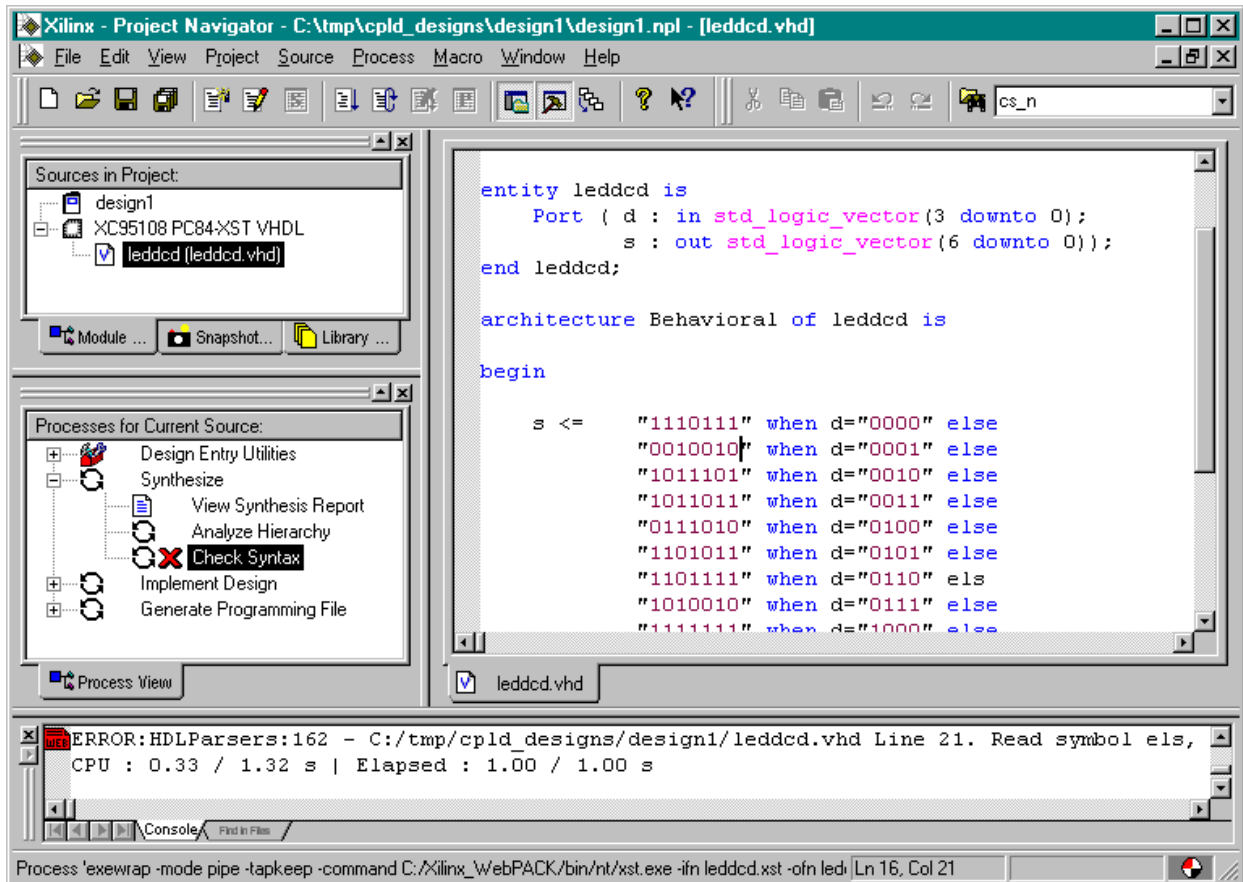 Xilinx - Project Navigator - C:\tmp\cpld_designs\design1\design1.npl - [leddcd.vhd]
File Edit View Project Source Process Macro Window Help
cs_n
Sources in Project:
design1
XC95108 PC84-XST VHDL
leddcd (leddcd.vhd)
Module ... Snapshot... Library ...
Processes for Current Source:
Design Entry Utilities
Synthesize
View Synthesis Report
Analyze Hierarchy
Check Syntax
Implement Design
Generate Programming File
Process View
entity leddcd is
Port ( d : in std_logic_vector(3 downto 0);
s : out std_logic_vector(6 downto 0));
end leddcd;
architecture Behavioral of leddcd is
begin
s <= "1110111" when d="0000" else
"0010010" when d="0001" else
"1011101" when d="0010" else
"1011011" when d="0011" else
"0111010" when d="0100" else
"1101011" when d="0101" else
"1101111" when d="0110" els
"1010010" when d="0111" else
"1111111" when d="1000" else
leddcd.vhd
WEB
ERROR:HDLParsers:162 - C:/tmp/cpld_designs/design1/leddcd.vhd Line 21. Read symbol els,
CPU : 0.33 / 1.32 s | Elapsed : 1.00 / 1.00 s
Console Find in Files
Process 'exewrap -mode pipe -tapkeep -command C:/Xilinx_WebPACK/bin/nt/xst.exe -ifn leddcd.xst -ofn led Ln 16, Col 21